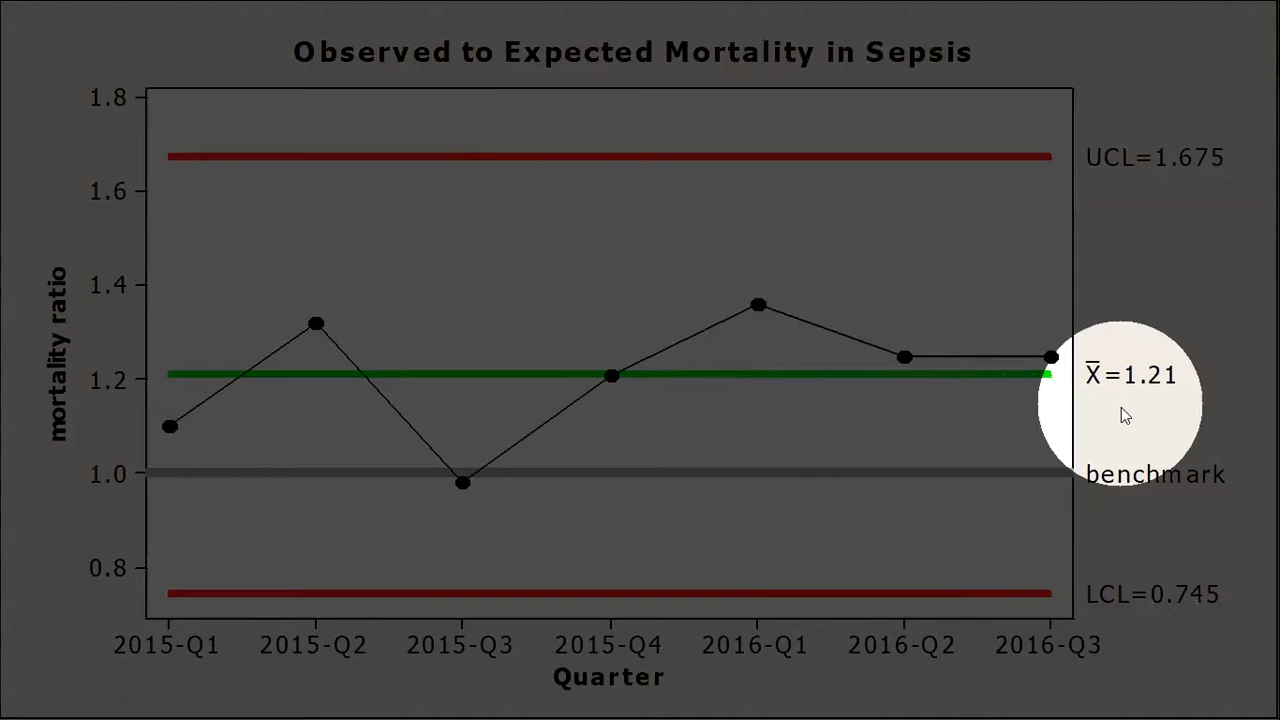 Observed to Expected Mortality in Sepsis
1.8
1.6
1.4
1.2
1.0
0.8
mortality ratio
UCL=1.675
X̅=1.21
benchmark
LCL=0.745
2015-Q1 2015-Q2 2015-Q3 2015-Q4 2016-Q1 2016-Q2 2016-Q3
Quarter